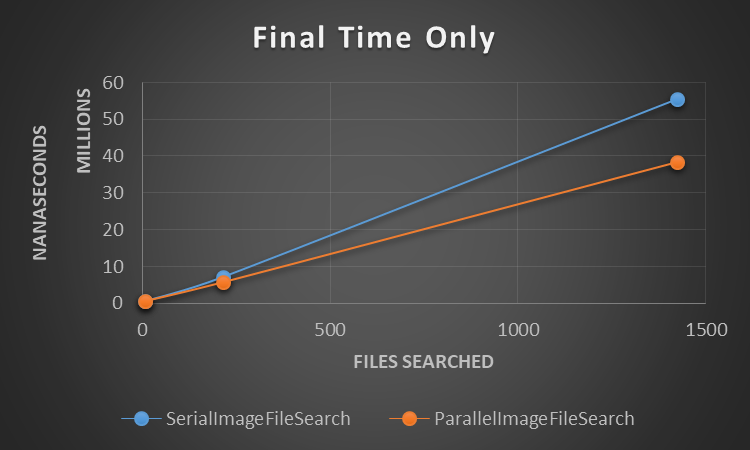 Final Time Only
NANASECONDS
MILLIONS
60
50
40
30
20
10
0
0 500 1000 1500
FILES SEARCHED
SerialImageFileSearch ParallelImageFileSearch